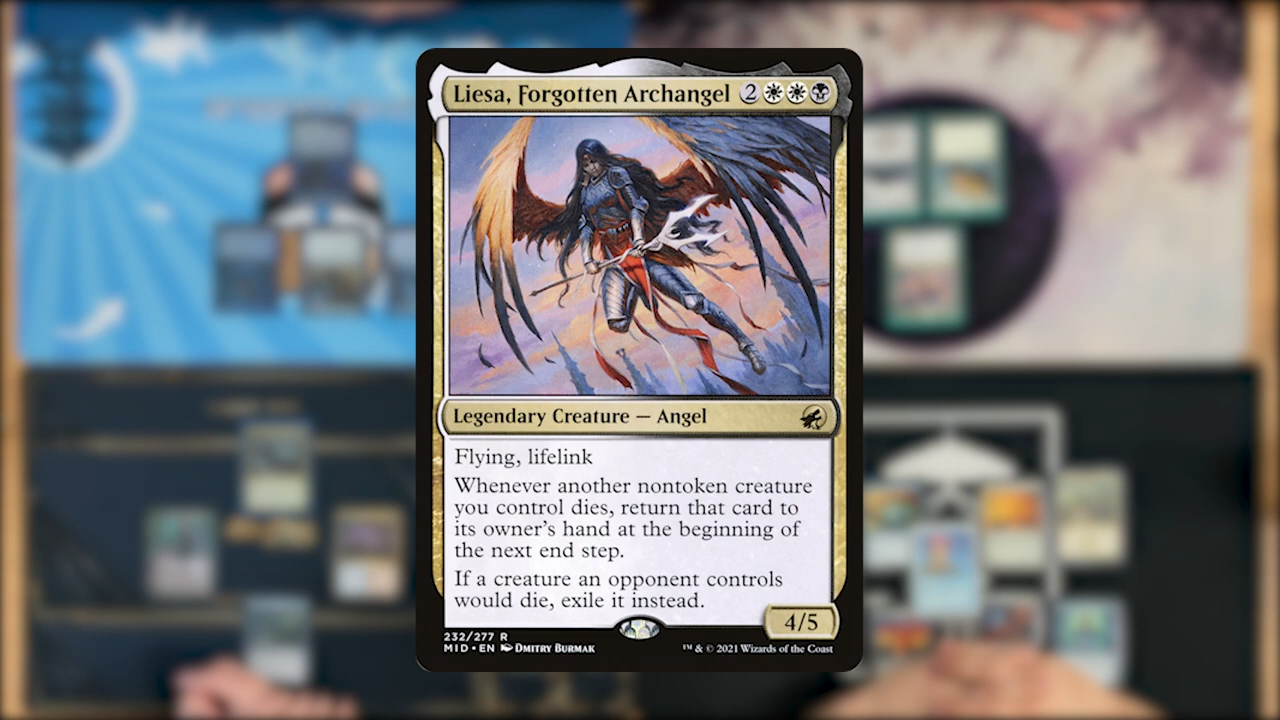 Liesa, Forgotten Archangel 2
Legendary Creature — Angel
Flying, lifelink
Whenever another nontoken creature
you control dies, return that card to
its owner's hand at the beginning of
the next end step.
If a creature an opponent controls
would die, exile it instead.
4/5
232/277 R
MID • EN Dmitry Burmak
™ & © 2021 Wizards of the Coast